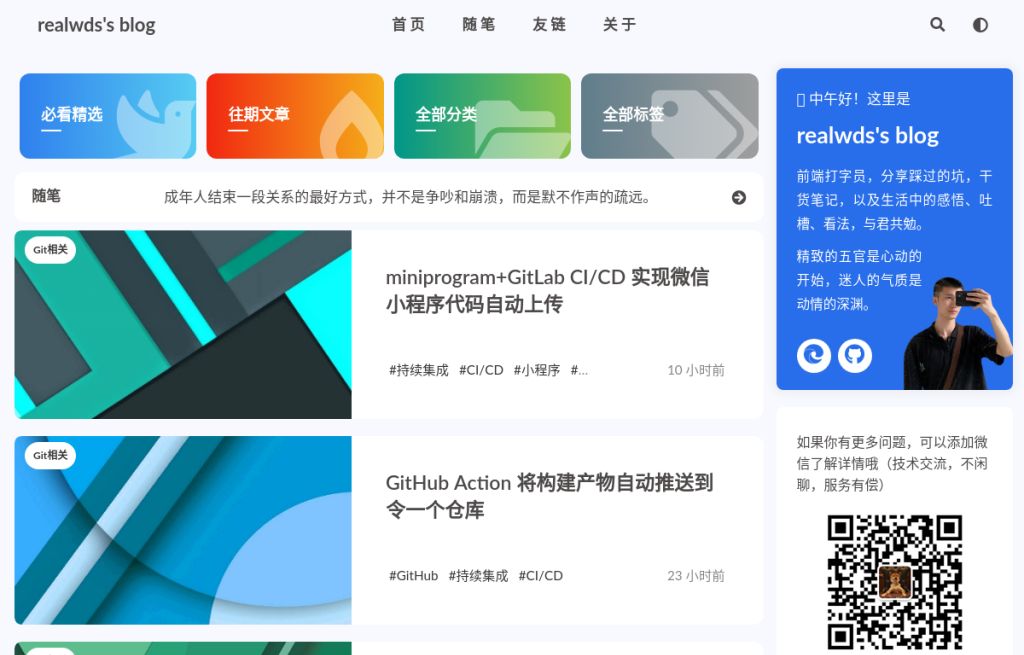 realwds's blog
首页
随笔
友链
关于
必看精选
往期文章
全部分类
全部标签
随笔
成年人结束一段关系的最好方式，并不是争吵和崩溃，而是默不作声的疏远。
Git相关
miniprogram+GitLab CI/CD 实现微信
小程序代码自动上传
#持续集成 #CI/CD #小程序 #...
10 小时前
Git相关
GitHub Action 将构建产物自动推送到
令一个仓库
#GitHub #持续集成 #CI/CD
23 小时前
中午好！这里是
realwds's blog
前端打字员，分享踩过的坑，干
货笔记，以及生活中的感悟、吐
槽、看法，与君共勉。
精致的五官是心动的
开始，迷人的气质是
动情的深渊。
如果你有更多问题，可以添加微
信了解详情哦（技术交流，不闲
聊，服务有偿）